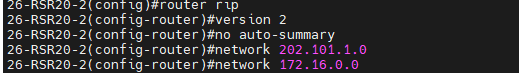 26-RSR20-2(config)#router rip
26-RSR20-2(config-router)#version 2
26-RSR20-2(config-router)#no auto-summary
26-RSR20-2(config-router)#network 202.101.1.0
26-RSR20-2(config-router)#network 172.16.0.0